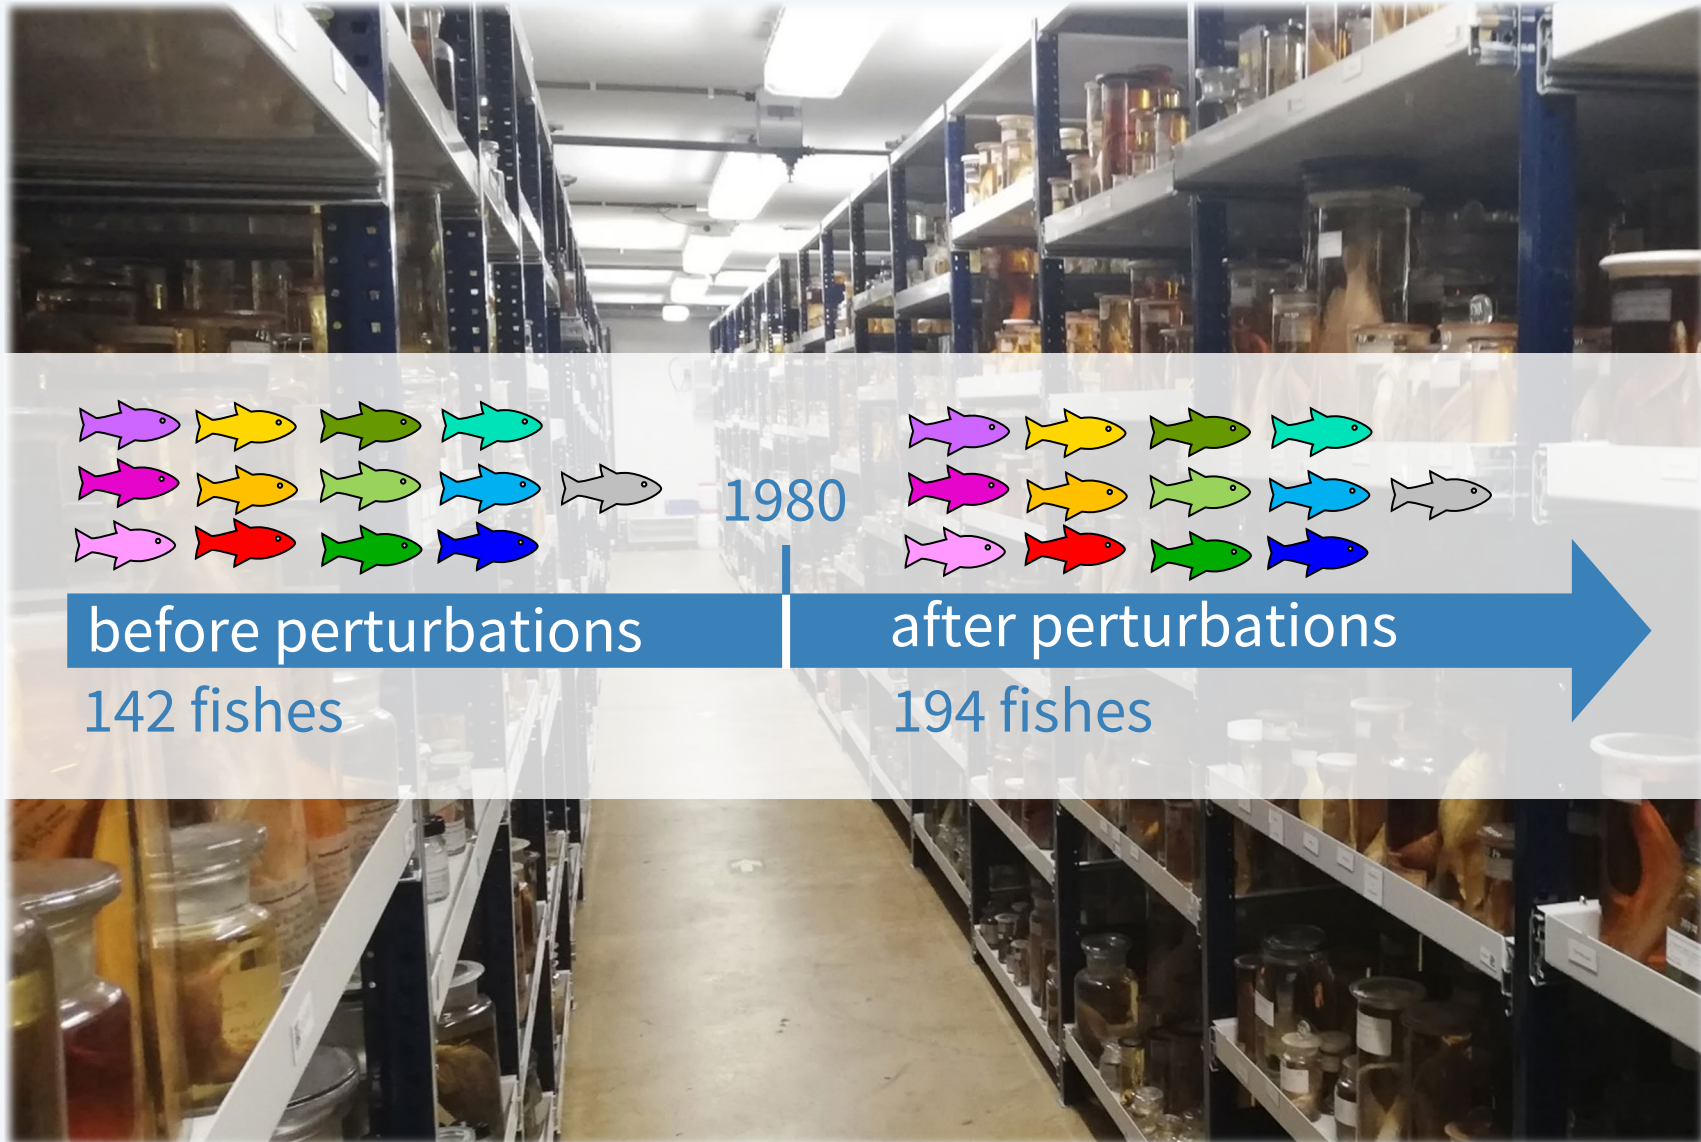 1980
before perturbations
after perturbations
142 fishes
194 fishes